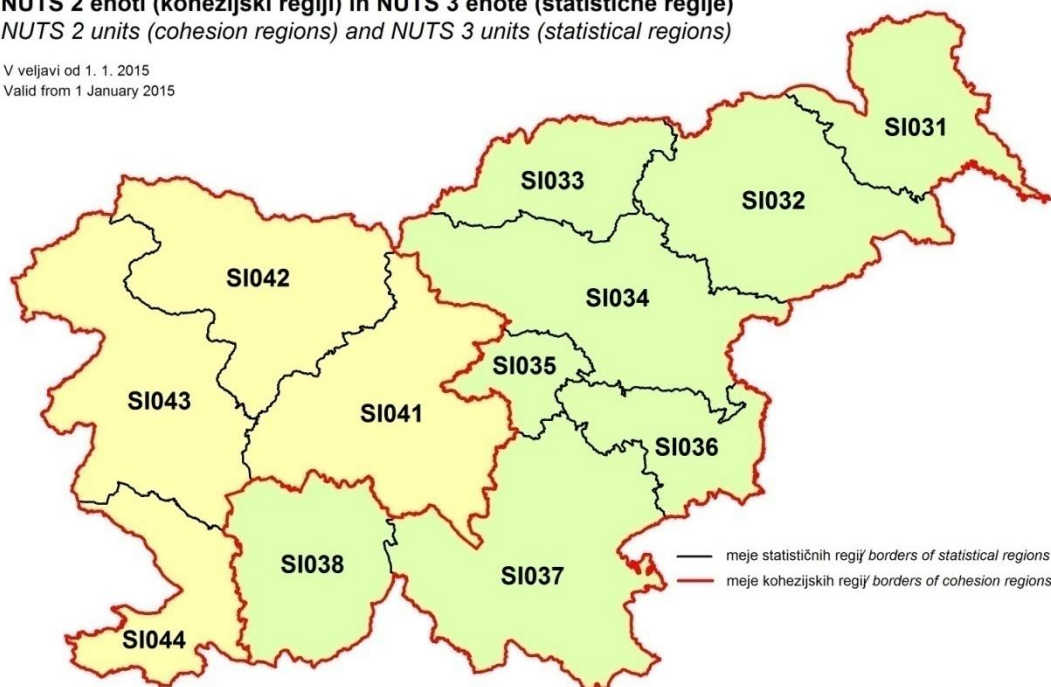 NUTS 2 enoti (kohezijski regiji) in NUTS 3 enote (statistične regije)
NUTS 2 units (cohesion regions) and NUTS 3 units (statistical regions)
V veljavi od 1. 1. 2015
Valid from 1 January 2015
SI031
SI033
SI032
SI042
SI034
SI035
SI043
SI041
SI036
SI038
SI037
SI044
meje statističnih regij/ borders of statistical regions
meje kohezijskih regij/ borders of cohesion regions